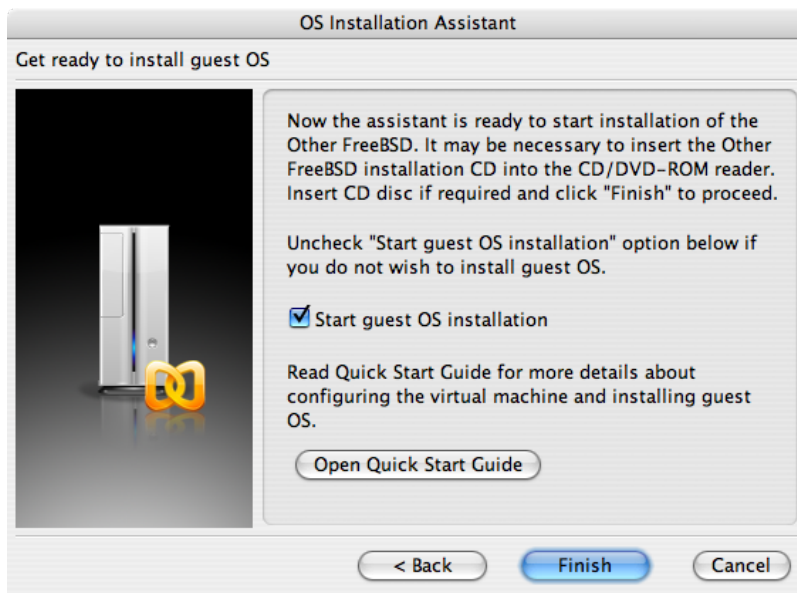 OS Installation Assistant
Get ready to install guest OS
Now the assistant is ready to start installation of the
Other FreeBSD. It may be necessary to insert the Other
FreeBSD installation CD into the CD/DVD-ROM reader.
Insert CD disc if required and click "Finish" to proceed.
Uncheck "Start guest OS installation" option below if
you do not wish to install guest OS.
Start guest OS installation
Read Quick Start Guide for more details about
configuring the virtual machine and installing guest
OS.
Open Quick Start Guide
< Back
Finish
Cancel